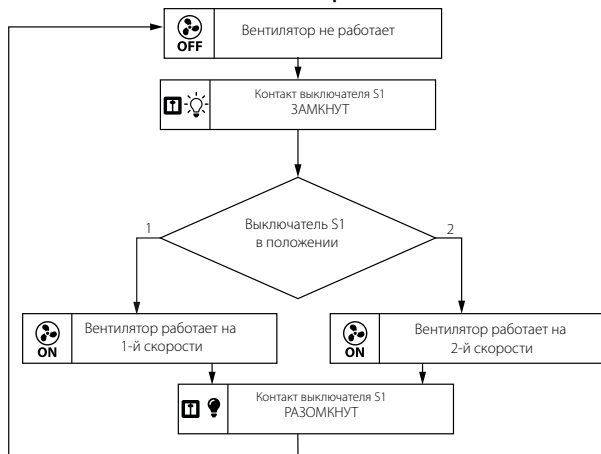 OFF
Вентилятор не работает
Контакт выключателя S1
ЗАМКНУТ
1
Выключатель S1
в положении
2
ON
Вентилятор работает на
1-й скорости
ON
Вентилятор работает на
2-й скорости
Контакт выключателя S1
РАЗОМКНУТ